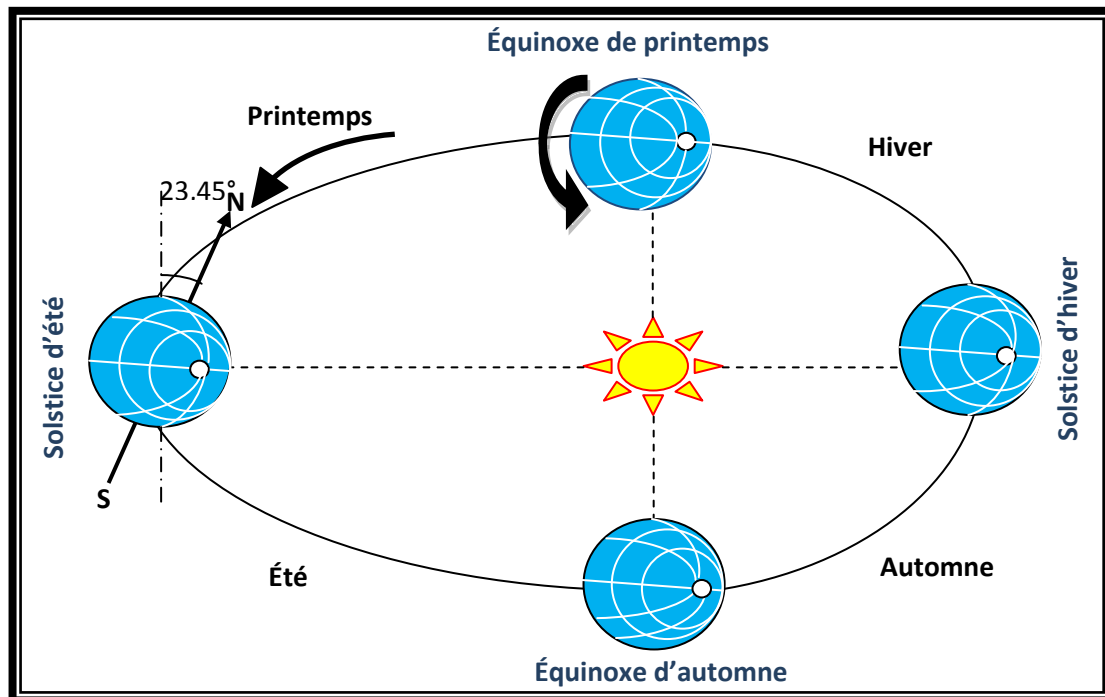 Équinoxe de printemps
Printemps
Hiver
23.45°
N
Solstice d'été
Solstice d'hiver
S
Été
Automne
Équinoxe d'automne